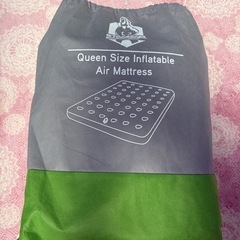 Queen Size Inflatable
Air Mattress